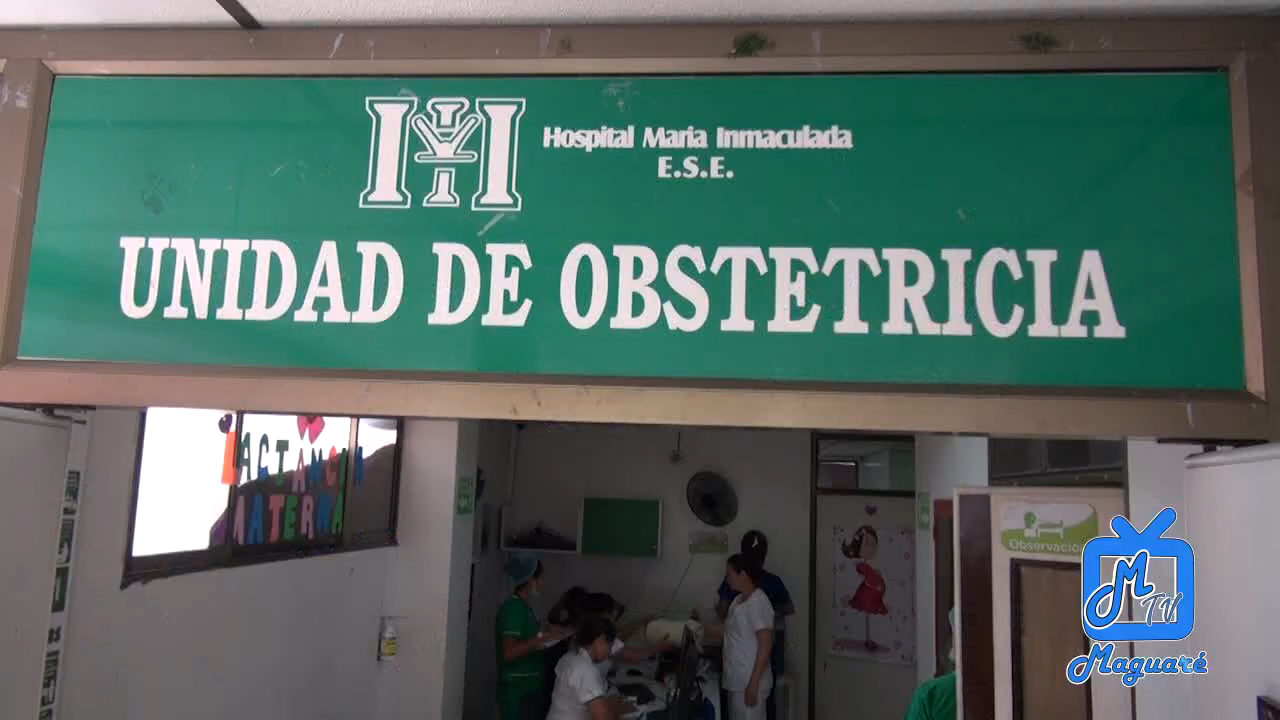 Hospital Maria Inmaculada
E.S.E.
UNIDAD DE OBSTETRICIA
LACTANCIA
MATERNA
Observación
M
TV
Maguaré